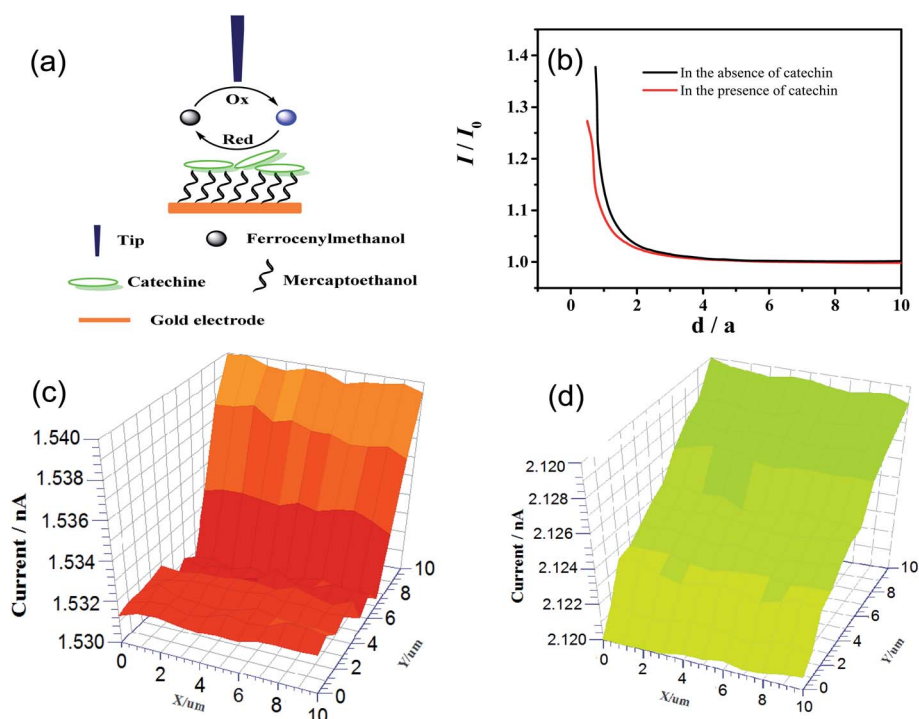 (a)
Ox
Red
Tip
Ferrocenylmethanol
Catechine
Mercaptoethanol
Gold electrode
(b)
I / I0
1.4
1.3
1.2
1.1
1.0
In the absence of catechin
In the presence of catechin
0 2 4 6 8 10
d / a
(c)
Current / nA
1.540
1.538
1.536
1.534
1.532
1.530
0 2 4 6 8 10
X/um
0 2 4 6 8 10
Y/um
(d)
Current / nA
2.120
2.128
2.126
2.124
2.122
2.120
0 2 4 6 8 10
X/um
0 2 4 6 8 10
Y/um